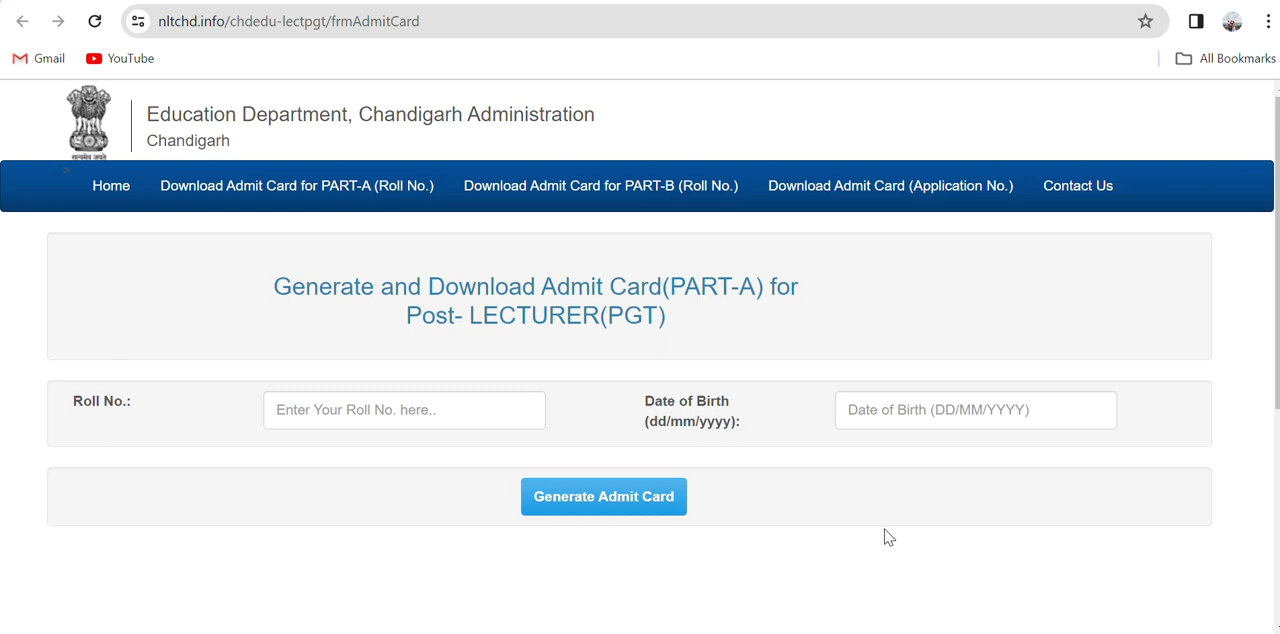 nltchd.info/chdedu-lectpgt/frmAdmitCard
Gmail YouTube All Bookmarks
Education Department, Chandigarh Administration
Chandigarh
>
Home Download Admit Card for PART-A (Roll No.) Download Admit Card for PART-B (Roll No.) Download Admit Card (Application No.) Contact Us
Generate and Download Admit Card(PART-A) for
Post- LECTURER(PGT)
Roll No.: Enter Your Roll No. here.. Date of Birth Date of Birth (DD/MM/YYYY)
(dd/mm/yyyy):
Generate Admit Card